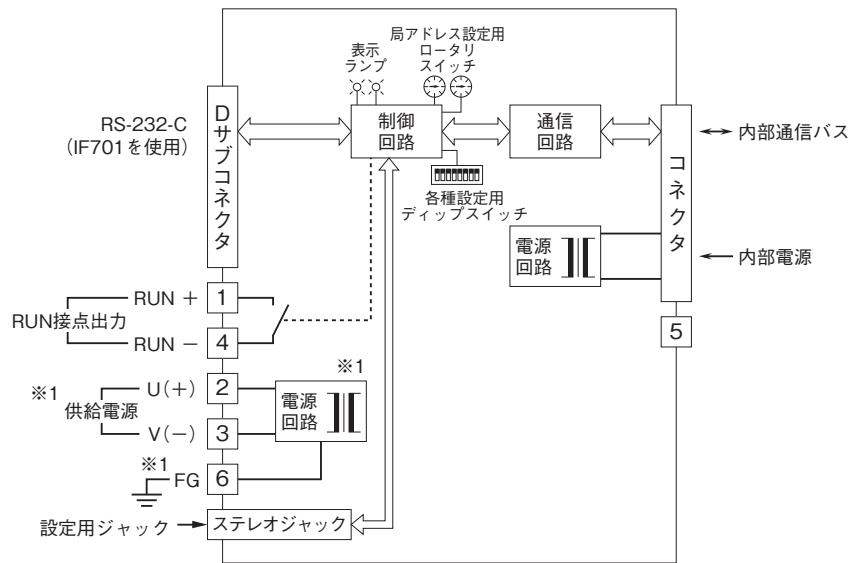 局アドレス設定用
ロータリ
スイッチ
表示
ランプ
RS-232-C
（IF701を使用）
Dサブコネクタ
制御
回路
通信
回路
コネクタ
内部通信バス
各種設定用
ディップスイッチ
電源
回路
内部電源
RUN ＋
1
RUN接点出力
RUN －
4
5
※1
U（＋）
2
※1
供給電源
電源
回路
V（－）
3
※1
FG
6
設定用ジャック
ステレオジャック